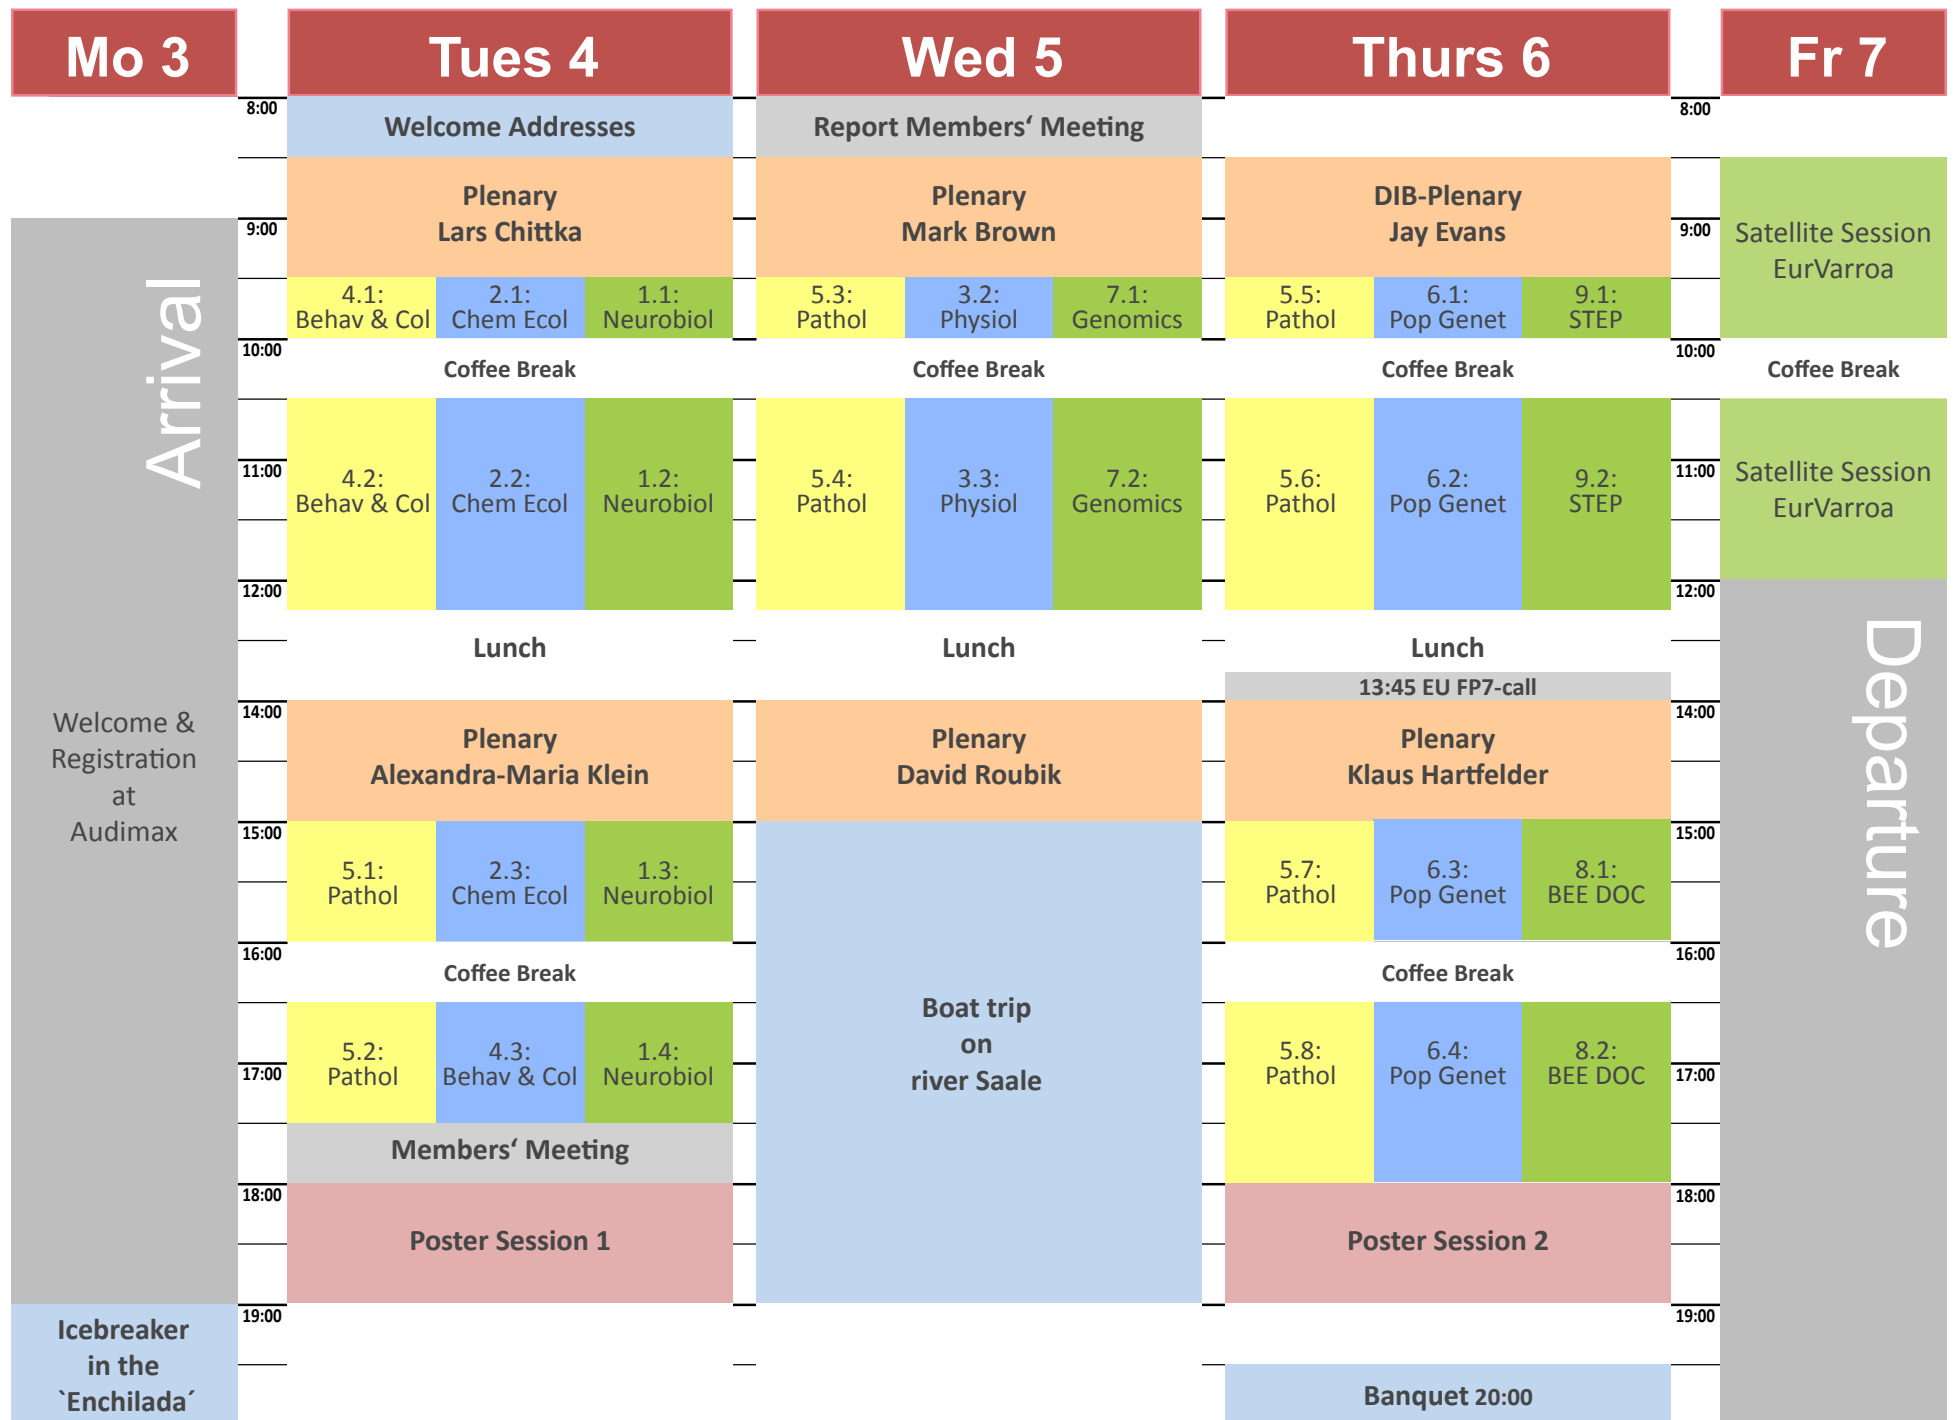 Mo 3
Tues 4
Wed 5
Thurs 6
Fr 7
8:00
Welcome Addresses
Report Members‘ Meeting
8:00
Plenary
Lars Chittka
Plenary
Mark Brown
DIB-Plenary
Jay Evans
Satellite Session
EurVarroa
9:00
9:00
Arrival
4.1:
Behav & Col
2.1:
Chem Ecol
1.1:
Neurobiol
5.3:
Pathol
3.2:
Physiol
7.1:
Genomics
5.5:
Pathol
6.1:
Pop Genet
9.1:
STEP
10:00
Coffee Break
Coffee Break
Coffee Break
10:00
Coffee Break
11:00
4.2:
Behav & Col
2.2:
Chem Ecol
1.2:
Neurobiol
5.4:
Pathol
3.3:
Physiol
7.2:
Genomics
5.6:
Pathol
6.2:
Pop Genet
9.2:
STEP
11:00
Satellite Session
EurVarroa
12:00
12:00
Lunch
Lunch
Lunch
13:45 EU FP7-call
Departure
Welcome &
Registration
at
Audimax
14:00
Plenary
Alexandra-Maria Klein
Plenary
David Roubik
Plenary
Klaus Hartfelder
14:00
15:00
5.1:
Pathol
2.3:
Chem Ecol
1.3:
Neurobiol
5.7:
Pathol
6.3:
Pop Genet
8.1:
BEE DOC
15:00
16:00
Coffee Break
Coffee Break
16:00
Boat trip
on
river Saale
5.2:
Pathol
4.3:
Behav & Col
1.4:
Neurobiol
5.8:
Pathol
6.4:
Pop Genet
8.2:
BEE DOC
17:00
17:00
Members‘ Meeting
18:00
18:00
Poster Session 1
Poster Session 2
19:00
19:00
Icebreaker
in the
`Enchilada´
Banquet 20:00